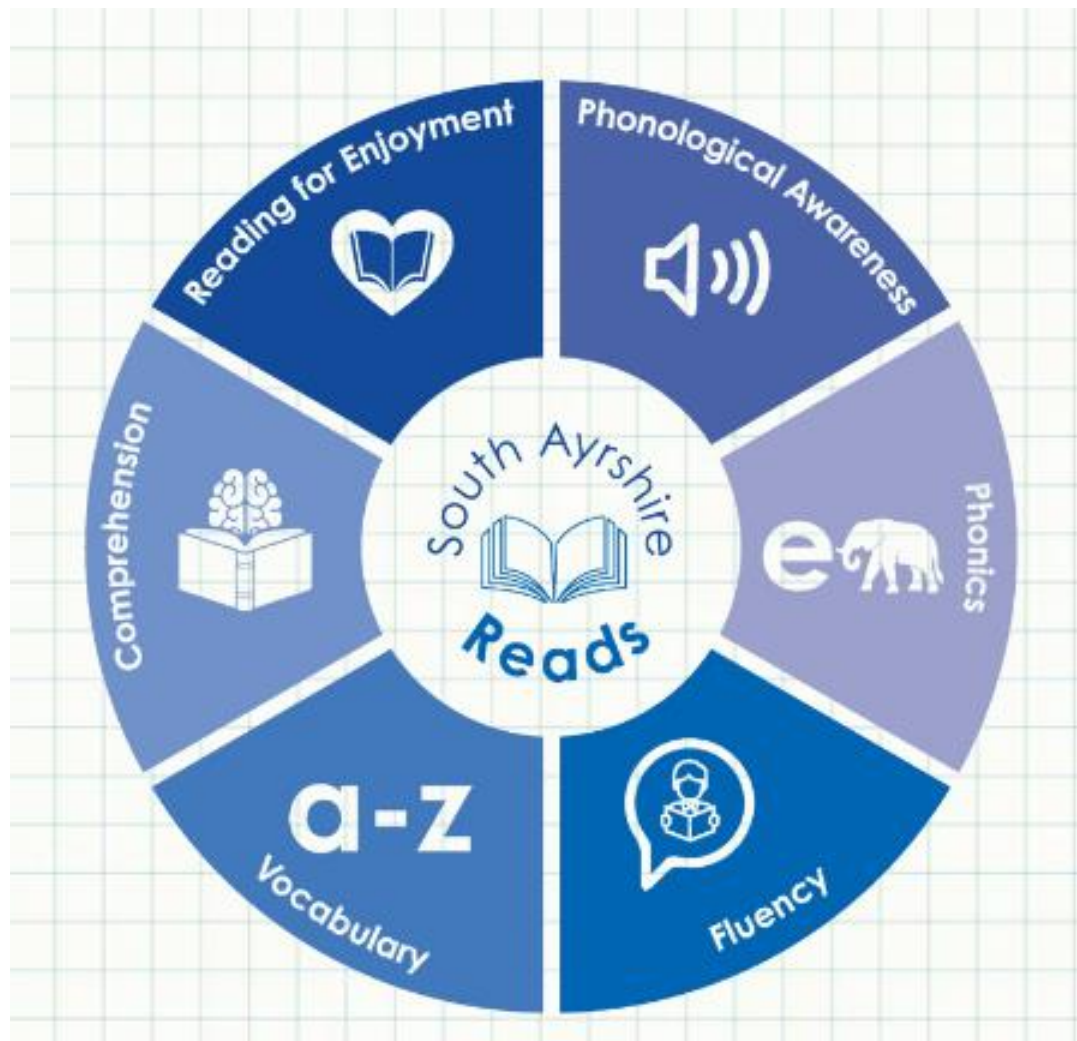 Reading for Enjoyment
Phonological Awareness
Comprehension
South Ayrshire
Reads
e
Phonics
a-z
Vocabulary
Fluency